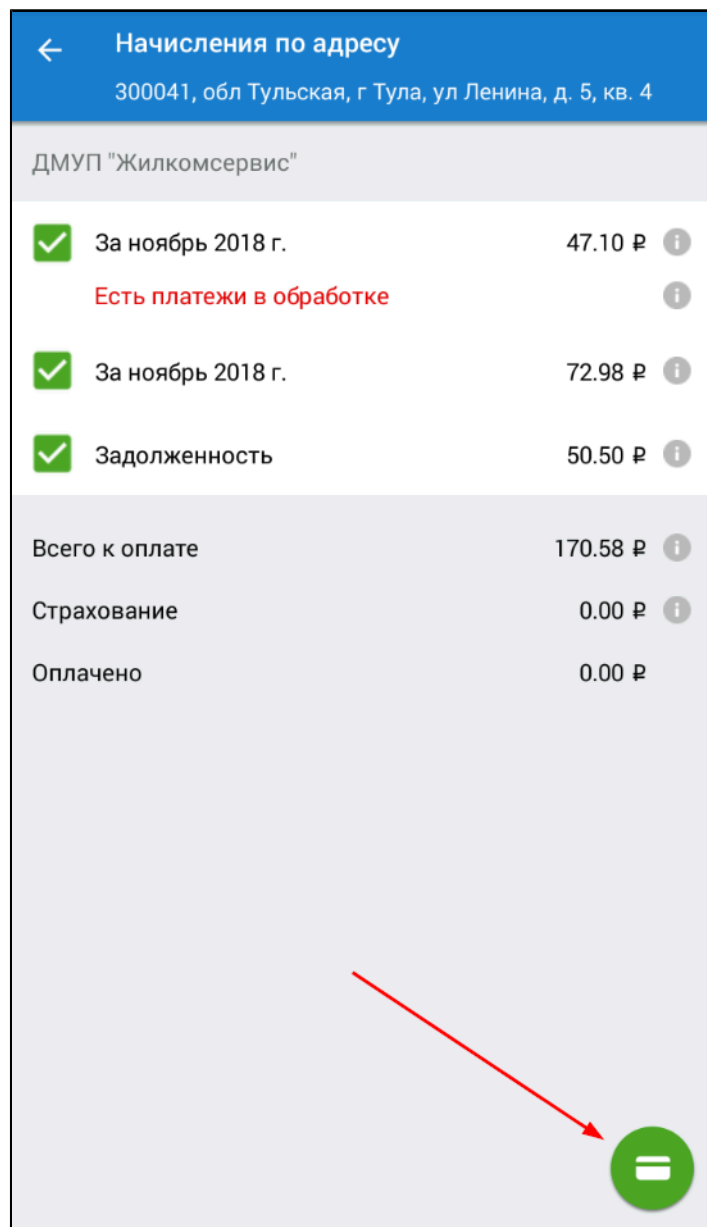 Начисления по адресу
300041, обл Тульская, г Тула, ул Ленина, д. 5, кв. 4
ДМУП "Жилкомсервис"
За ноябрь 2018 г. 47.10 ₽
Есть платежи в обработке
За ноябрь 2018 г. 72.98 ₽
Задолженность 50.50 ₽
Всего к оплате 170.58 ₽
Страхование 0.00 ₽
Оплачено 0.00 ₽